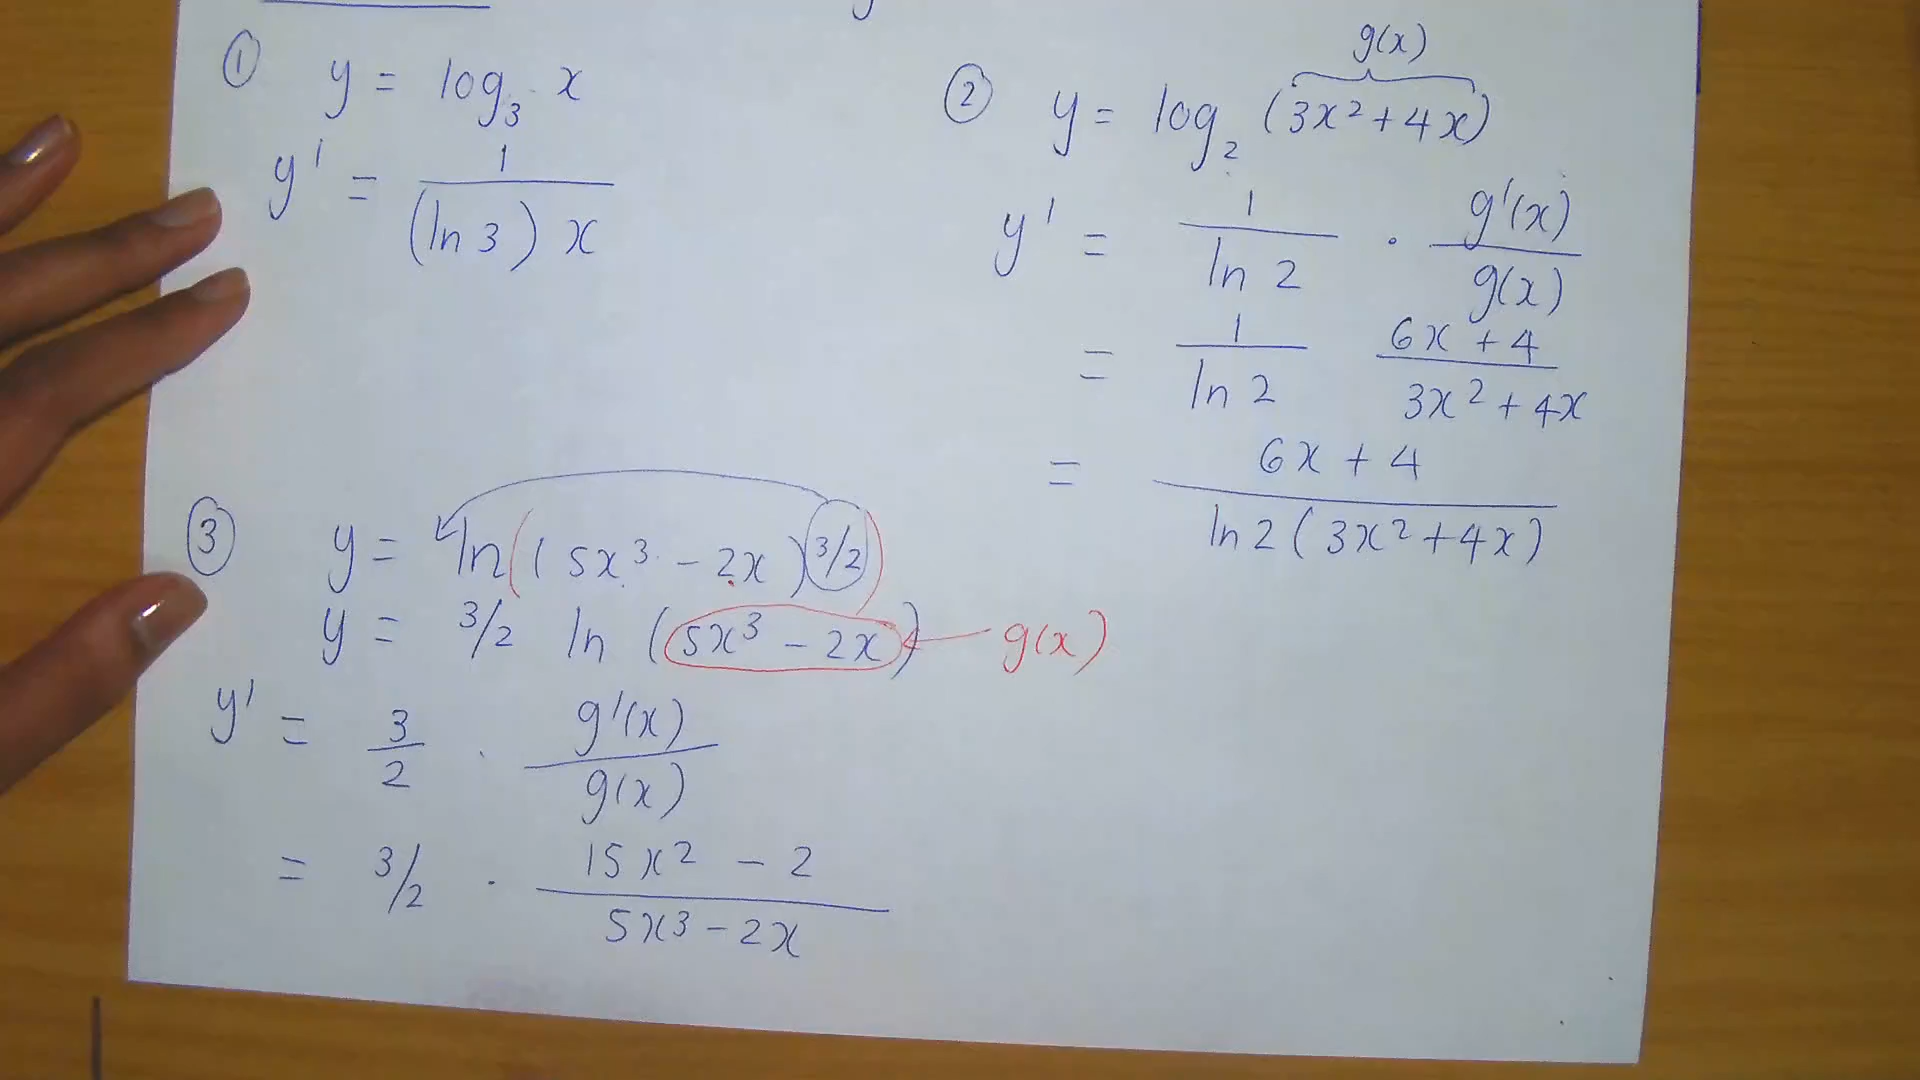 ① y = log₃ x
y' = 1 / (ln 3) x
② y = log₂ (3x² + 4x)
g(x)
y' = 1 / ln 2 · g'(x) / g(x)
= 1 / ln 2 6x + 4 / 3x² + 4x
= 6x + 4 / ln 2 (3x² + 4x)
③ y = ln((5x³ - 2x)^3/2)
y = 3/2 ln (5x³ - 2x) ← g(x)
y' = 3/2 · g'(x) / g(x)
= 3/2 · 15x² - 2 / 5x³ - 2x